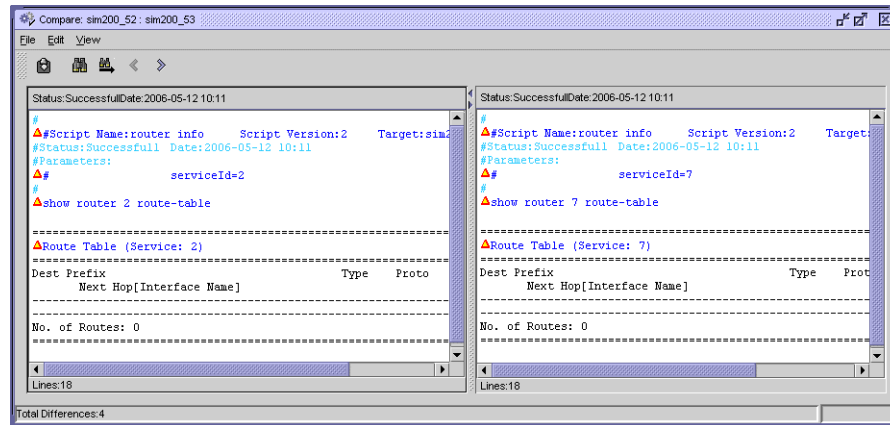 Compare: sim200_52 : sim200_53
File Edit View
Status:SuccessfullDate:2006-05-12 10:11
#
#Script Name:router info Script Version:2 Target:sim2
#Status:Successfull Date:2006-05-12 10:11
#Parameters:
# serviceId=2
#
show router 2 route-table
===============================================================
Route Table (Service: 2)
===============================================================
Dest Prefix Type Proto
Next Hop[Interface Name]
---------------------------------------------------------------
---------------------------------------------------------------
No. of Routes: 0
===============================================================
Lines:18
Status:SuccessfullDate:2006-05-12 10:11
#
#Script Name:router info Script Version:2 Target:
#Status:Successfull Date:2006-05-12 10:11
#Parameters:
# serviceId=7
#
show router 7 route-table
===============================================================
Route Table (Service: 7)
===============================================================
Dest Prefix Type Prot
Next Hop[Interface Name]
---------------------------------------------------------------
---------------------------------------------------------------
No. of Routes: 0
===============================================================
Lines:18
Total Differences:4